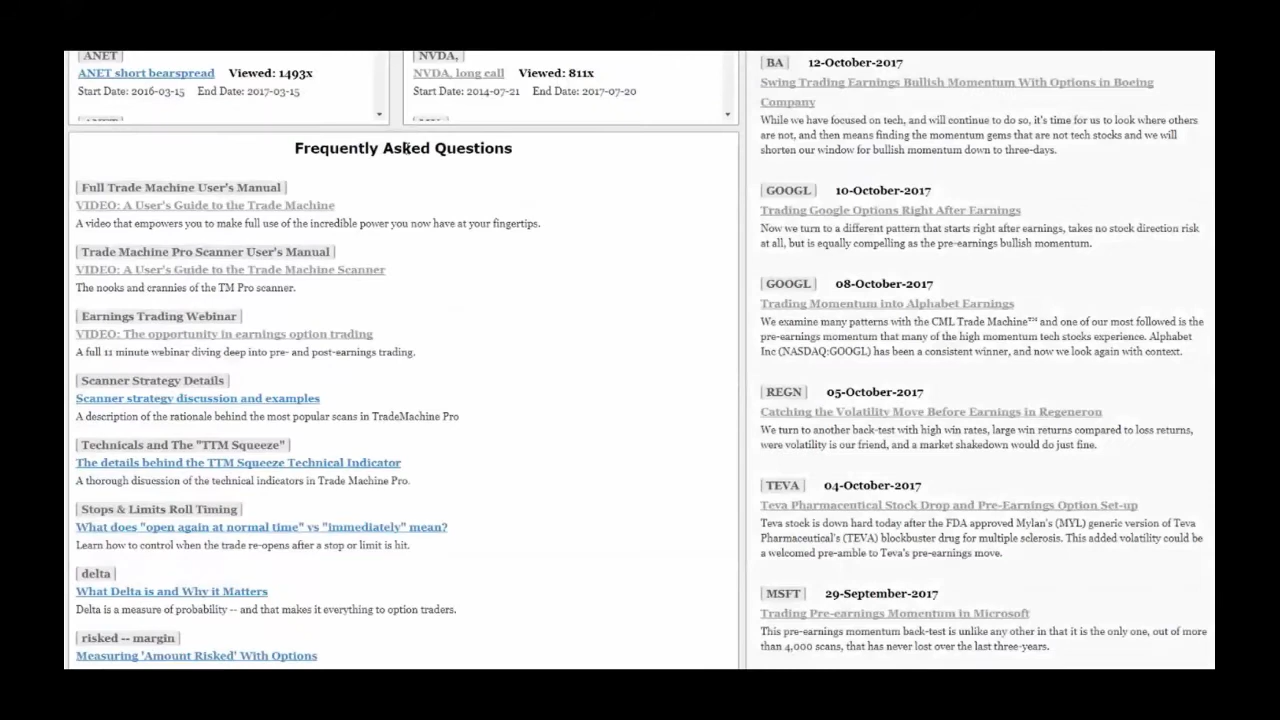 ANET
ANET short bearspread Viewed: 1493x
Start Date: 2016-03-15 End Date: 2017-03-15
NVDA,
NVDA, long call Viewed: 811x
Start Date: 2014-07-21 End Date: 2017-07-20
Frequently Asked Questions
Full Trade Machine User's Manual
VIDEO: A User's Guide to the Trade Machine
A video that empowers you to make full use of the incredible power you now have at your fingertips.
Trade Machine Pro Scanner User's Manual
VIDEO: A User's Guide to the Trade Machine Scanner
The nooks and crannies of the TM Pro scanner.
Earnings Trading Webinar
VIDEO: The opportunity in earnings option trading
A full 11 minute webinar diving deep into pre- and post-earnings trading.
Scanner Strategy Details
Scanner strategy discussion and examples
A description of the rationale behind the most popular scans in TradeMachine Pro
Technicals and The "TTM Squeeze"
The details behind the TTM Squeeze Technical Indicator
A thorough disucssion of the technical indicators in Trade Machine Pro.
Stops & Limits Roll Timing
What does "open again at normal time" vs "immediately" mean?
Learn how to control when the trade re-opens after a stop or limit is hit.
delta
What Delta is and Why it Matters
Delta is a measure of probability -- and that makes it everything to option traders.
risked -- margin
Measuring 'Amount Risked' With Options
BA 12-October-2017
Swing Trading Earnings Bullish Momentum With Options in Boeing
Company
While we have focused on tech, and will continue to do so, it's time for us to look where others
are not, and then means finding the momentum gems that are not tech stocks and we will
shorten our window for bullish momentum down to three-days.
GOOGL 10-October-2017
Trading Google Options Right After Earnings
Now we turn to a different pattern that starts right after earnings, takes no stock direction risk
at all, but is equally compelling as the pre-earnings bullish momentum.
GOOGL 08-October-2017
Trading Momentum into Alphabet Earnings
We examine many patterns with the CML Trade Machine™ and one of our most followed is the
pre-earnings momentum that many of the high momentum tech stocks experience. Alphabet
Inc (NASDAQ:GOOGL) has been a consistent winner, and now we look again with context.
REGN 05-October-2017
Catching the Volatility Move Before Earnings in Regeneron
We turn to another back-test with high win rates, large win returns compared to loss returns,
were volatility is our friend, and a market shakedown would do just fine.
TEVA 04-October-2017
Teva Pharmaceutical Stock Drop and Pre-Earnings Option Set-up
Teva stock is down hard today after the FDA approved Mylan's (MYL) generic version of Teva
Pharmaceutical's (TEVA) blockbuster drug for multiple sclerosis. This added volatility could be
a welcomed pre-amble to Teva's pre-earnings move.
MSFT 29-September-2017
Trading Pre-earnings Momentum in Microsoft
This pre-earnings momentum back-test is unlike any other in that it is the only one, out of more
than 4,000 scans, that has never lost over the last three-years.